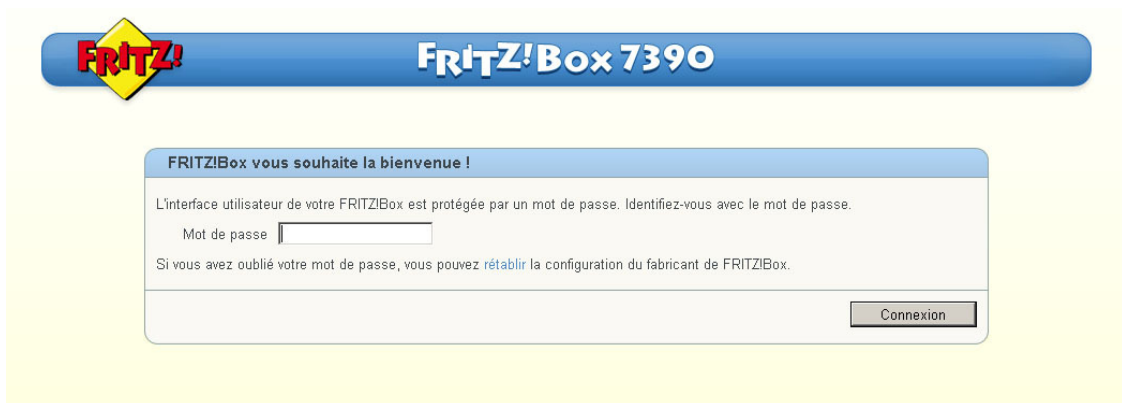 FRITZ!
FRITZ!Box 7390
FRITZ!Box vous souhaite la bienvenue !
L'interface utilisateur de votre FRITZ!Box est protégée par un mot de passe. Identifiez-vous avec le mot de passe.
Mot de passe
Si vous avez oublié votre mot de passe, vous pouvez rétablir la configuration du fabricant de FRITZ!Box.
Connexion